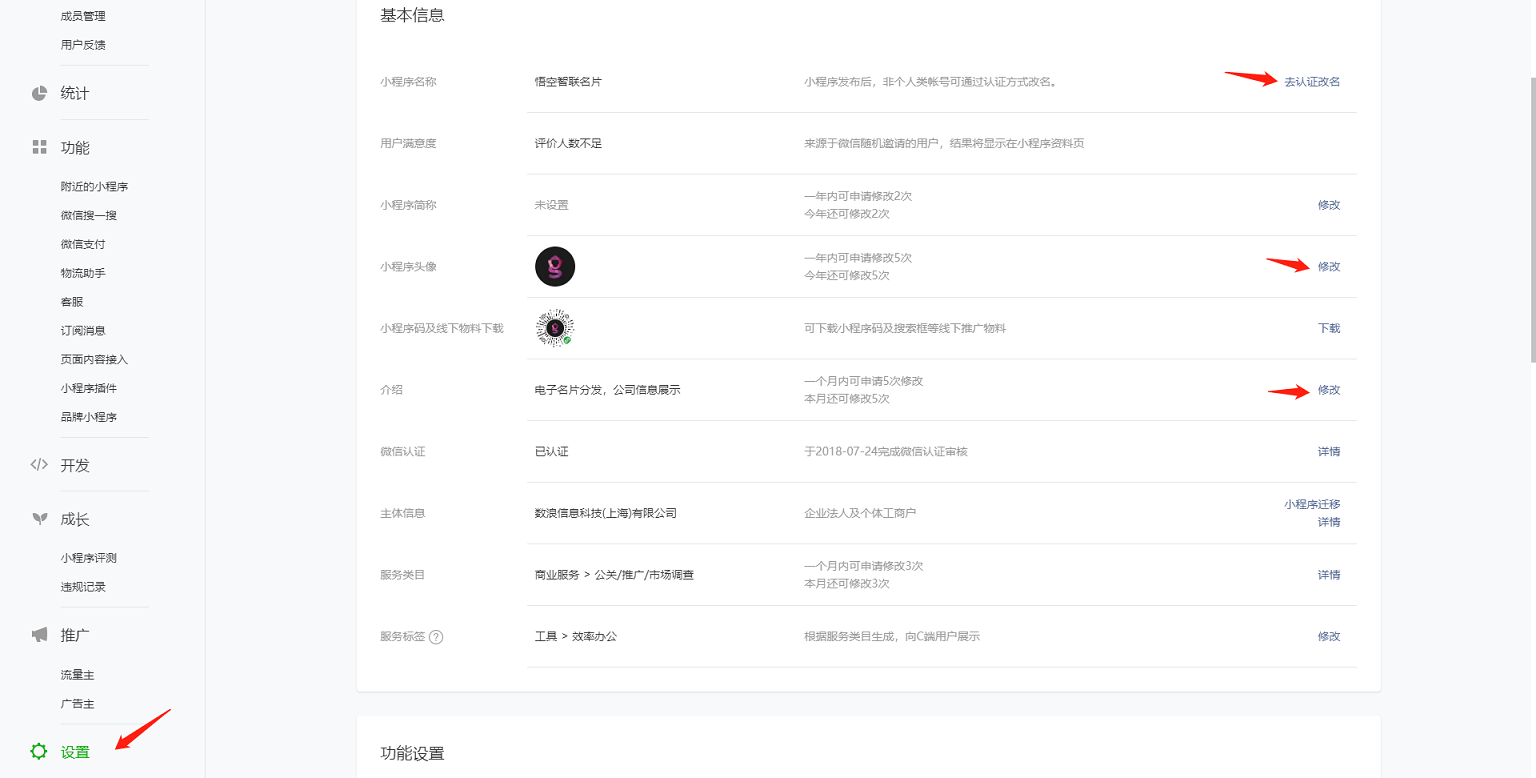 成员管理
用户反馈
统计
功能
附近的小程序
微信搜一搜
微信支付
物流助手
客服
订阅消息
页面内容接入
小程序插件
品牌小程序
开发
成长
小程序评测
违规记录
推广
流量主
广告主
设置
基本信息
小程序名称 悟空智联名片 小程序发布后，非个人类帐号可通过认证方式改名。 去认证改名
用户满意度 评价人数不足 来源于微信随机邀请的用户，结果将显示在小程序资料页
小程序简称 未设置 一年内可申请修改2次 修改
今年还可修改2次
小程序头像 一年内可申请修改5次 修改
今年还可修改5次
小程序码及线下物料下载 可下载小程序码及搜索框等线下推广物料 下载
介绍 电子名片分发，公司信息展示 一个月内可申请5次修改 修改
本月还可修改5次
微信认证 已认证 于2018-07-24完成微信认证审核 详情
主体信息 数浪信息科技(上海)有限公司 企业法人及个体工商户 小程序迁移
详情
服务类目 商业服务 > 公关/推广/市场调查 一个月内可申请修改3次 详情
本月还可修改3次
服务标签 ? 工具 > 效率办公 根据服务类目生成，向C端用户展示 修改
功能设置